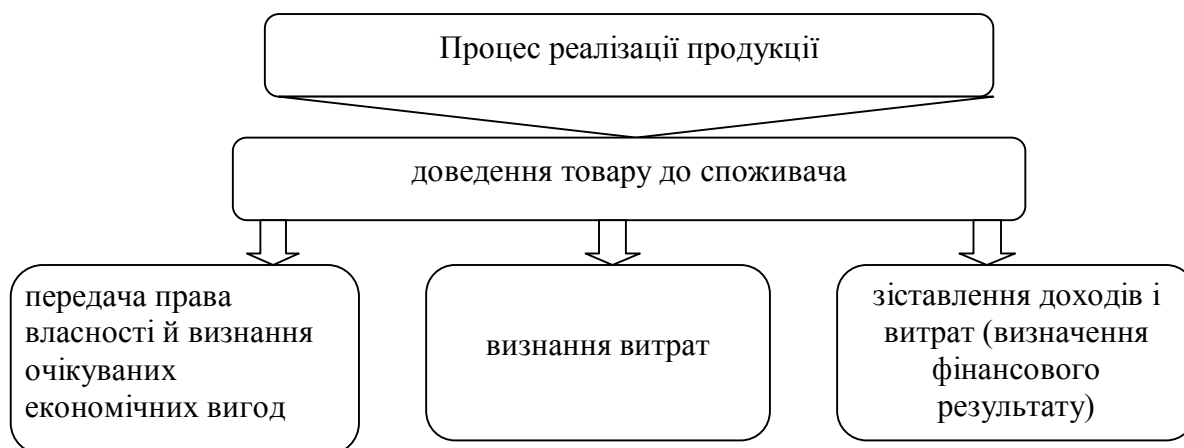 Процес реалізації продукції
доведення товару до споживача
передача права
власності й визнання
очікуваних
економічних вигод
визнання витрат
зіставлення доходів і
витрат (визначення
фінансового
результату)